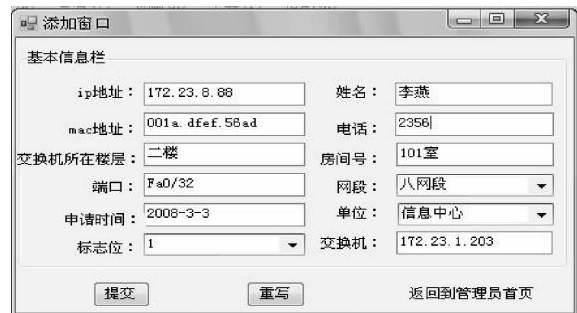 添加窗口
基本信息栏
ip地址： 172.23.8.88 姓名： 李燕
mac地址： 001a.dfef.56ad 电话： 2356
交换机所在楼层： 二楼 房间号： 101室
端口： Fa0/32 网段： 八网段
申请时间： 2008-3-3 单位： 信息中心
标志位： 1 交换机： 172.23.1.203
提交 重写 返回到管理员首页